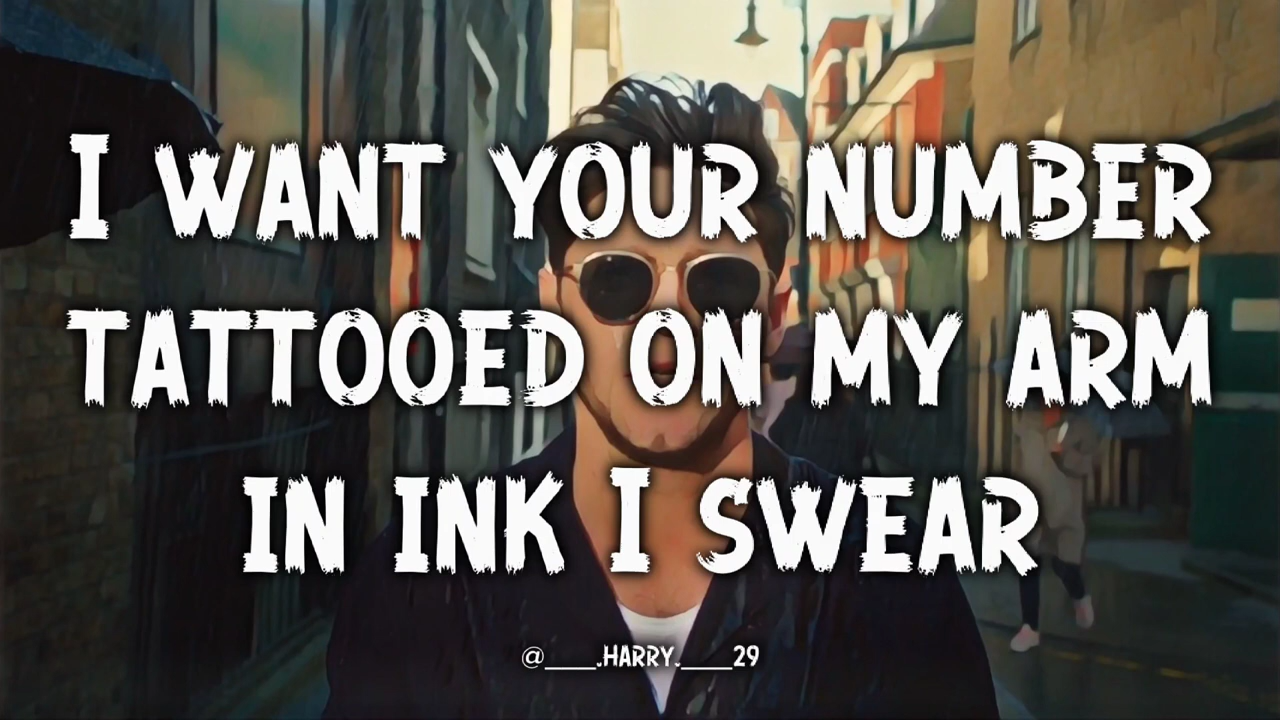 I WANT YOUR NUMBER
TATTOOED ON MY ARM
IN INK I SWEAR
@____.HARRY.____29